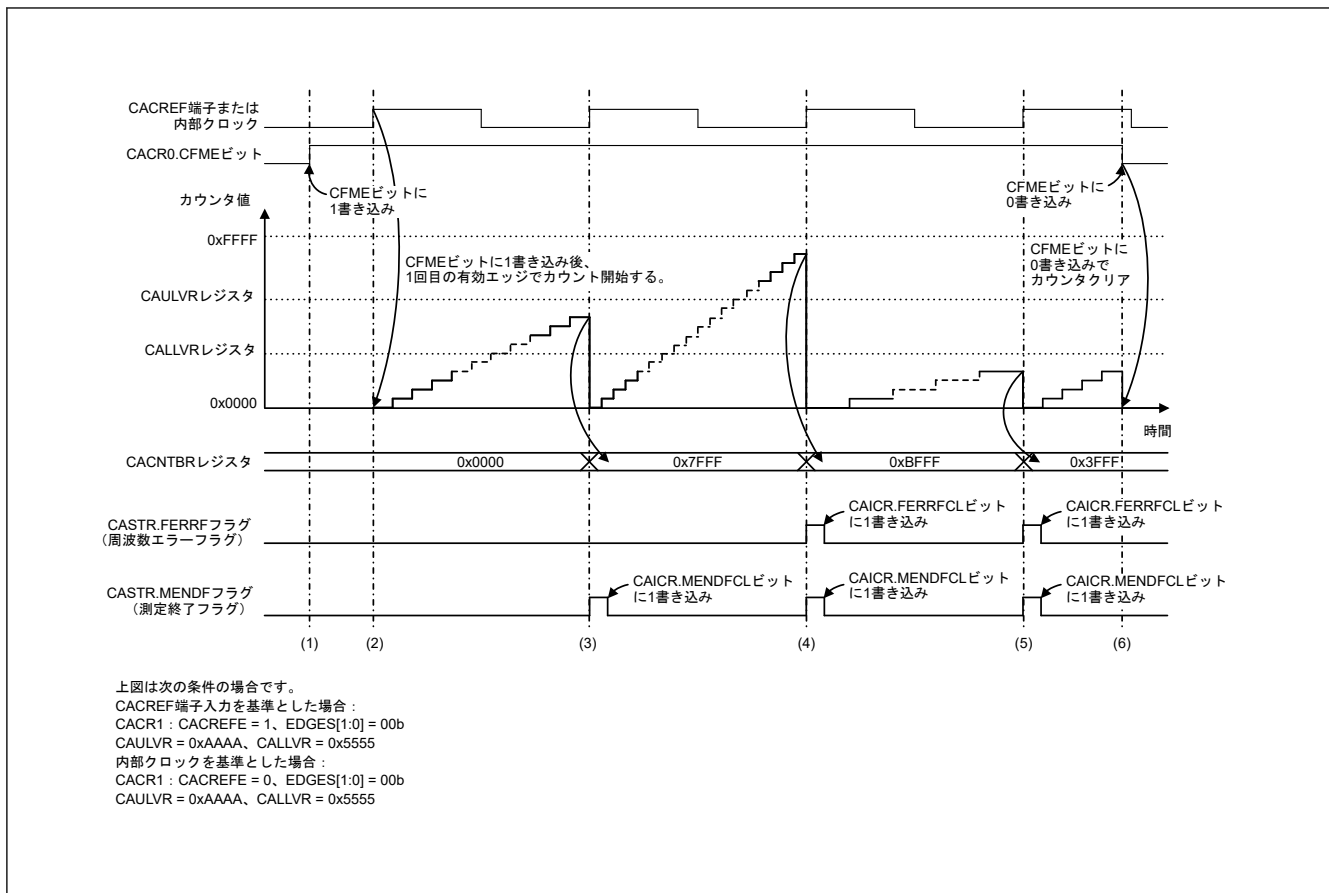 CACREF端子または
内部クロック
CACR0.CFMEビット
CFMEビットに
1書き込み
CFMEビットに
0書き込み
カウンタ値
0xFFFF
CFMEビットに1書き込み後、
1回目の有効エッジでカウント開始する。
CFMEビットに
0書き込みで
カウンタクリア
CAULVRレジスタ
CALLVRレジスタ
0x0000
時間
CACNTBRレジスタ
0x0000
0x7FFF
0xBFFF
0x3FFF
CASTR.FERRFフラグ
（周波数エラーフラグ）
CAICR.FERRFCLビット
に1書き込み
CAICR.FERRFCLビット
に1書き込み
CASTR.MENDFフラグ
（測定終了フラグ）
CAICR.MENDFCLビット
に1書き込み
CAICR.MENDFCLビット
に1書き込み
CAICR.MENDFCLビット
に1書き込み
(1)
(2)
(3)
(4)
(5)
(6)
上図は次の条件の場合です。
CACREF端子入力を基準とした場合：
CACR1：CACREFE = 1、EDGES[1:0] = 00b
CAULVR = 0xAAAA、CALLVR = 0x5555
内部クロックを基準とした場合：
CACR1：CACREFE = 0、EDGES[1:0] = 00b
CAULVR = 0xAAAA、CALLVR = 0x5555